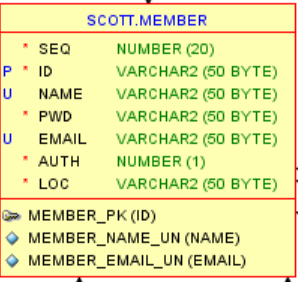 SCOTT.MEMBER
* SEQ NUMBER (20)
P * ID VARCHAR2 (50 BYTE)
U NAME VARCHAR2 (50 BYTE)
* PWD VARCHAR2 (50 BYTE)
U EMAIL VARCHAR2 (50 BYTE)
* AUTH NUMBER (1)
* LOC VARCHAR2 (50 BYTE)
MEMBER_PK (ID)
MEMBER_NAME_UN (NAME)
MEMBER_EMAIL_UN (EMAIL)